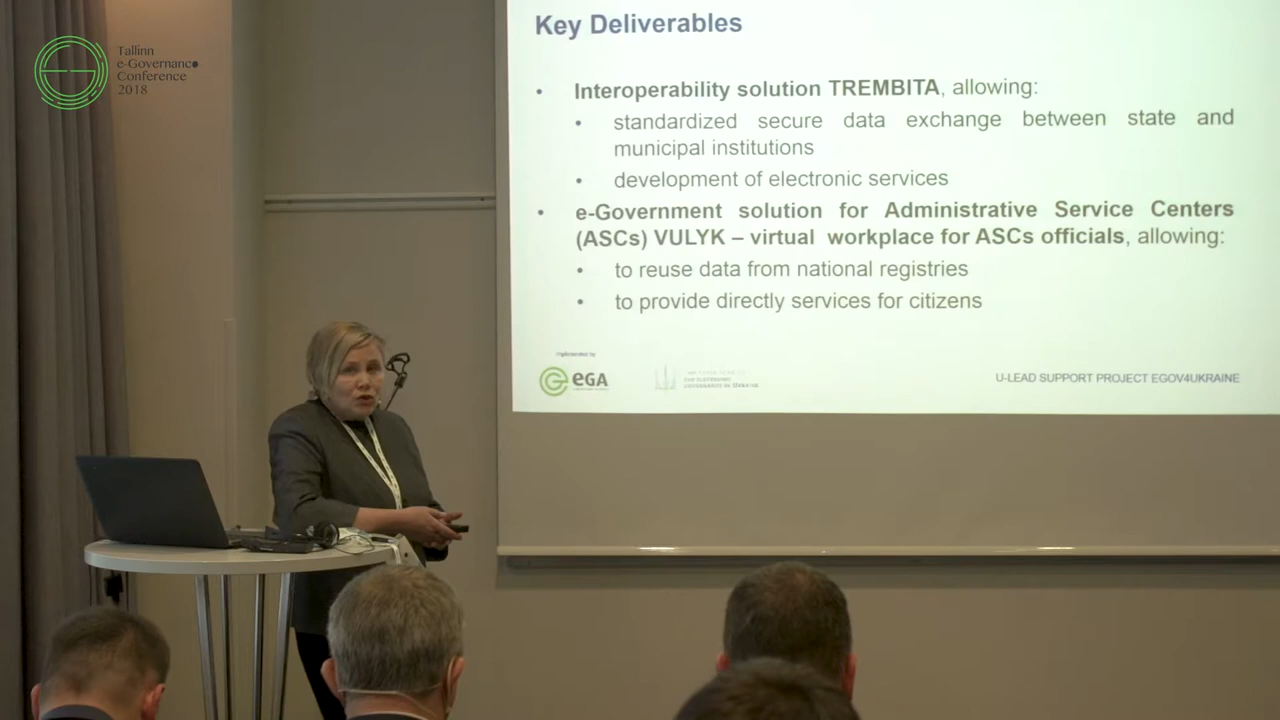 Tallinn
e-Governance
Conference
2018
Key Deliverables
• Interoperability solution TREMBITA, allowing:
• standardized secure data exchange between state and
municipal institutions
• development of electronic services
• e-Government solution for Administrative Service Centers
(ASCs) VULYK – virtual workplace for ASCs officials, allowing:
• to reuse data from national registries
• to provide directly services for citizens
Implemented by
eGA
U-LEAD SUPPORT PROJECT EGOV4UKRAINE